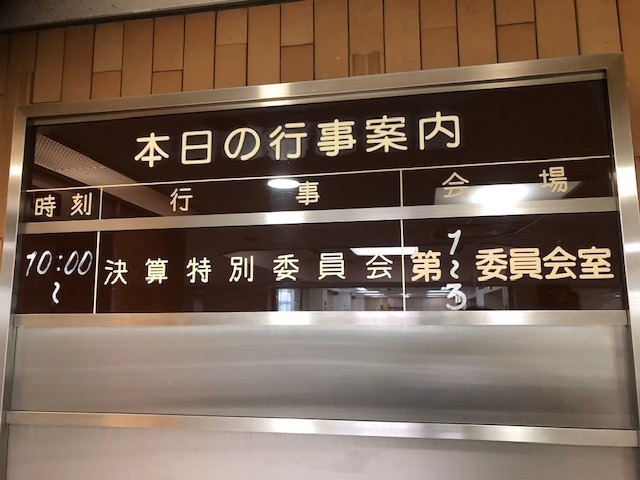 本日の行事案内
時刻 行事 会場
10:00〜 決算特別委員会 第1〜3委員会室